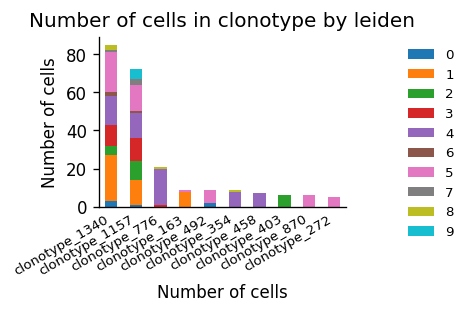 Number of cells in clonotype by leiden
Number of cells
80
60
40
20
0
clonotype_1340
clonotype_1157
clonotype_776
clonotype_163
clonotype_492
clonotype_354
clonotype_458
clonotype_403
clonotype_870
clonotype_272
Number of cells
0
1
2
3
4
6
5
7
8
9